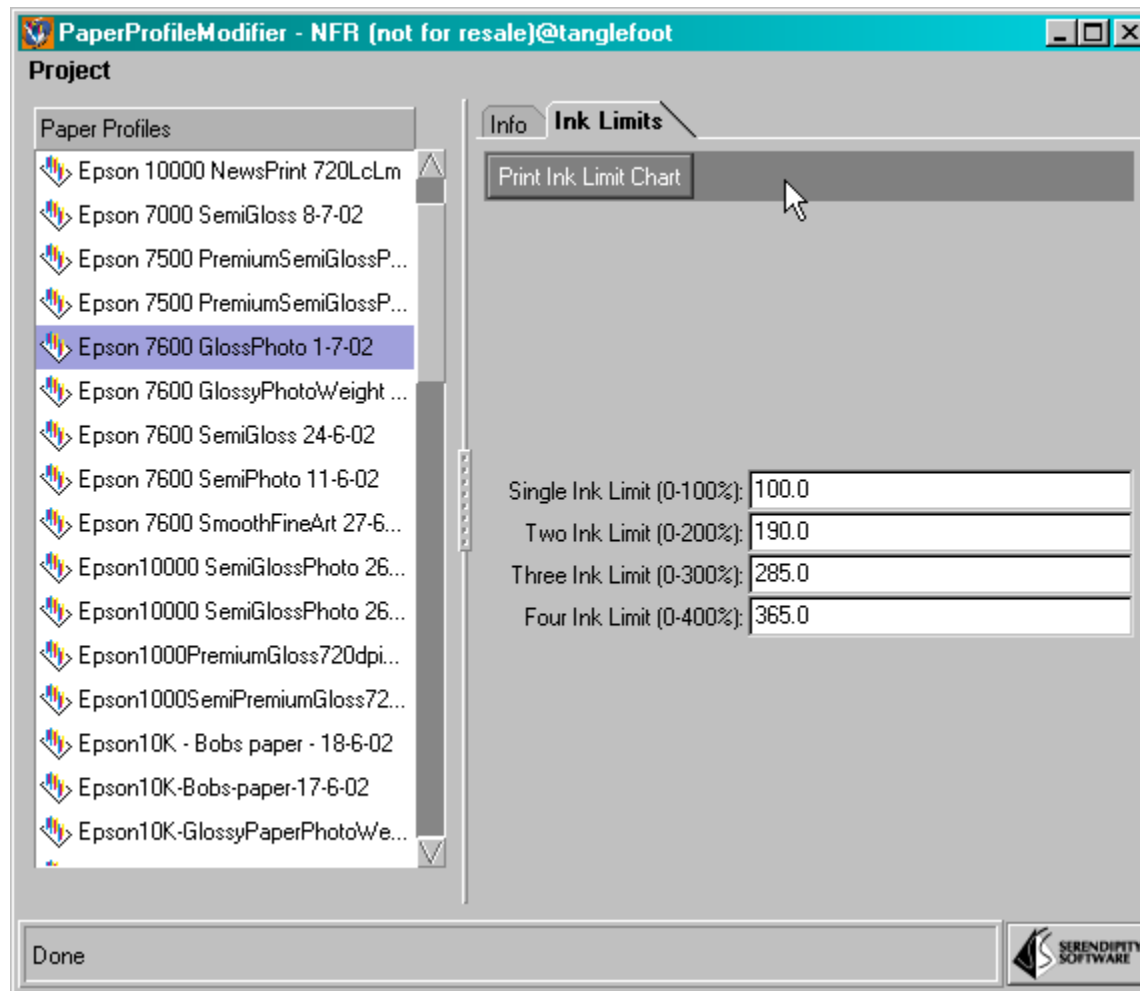 PaperProfileModifier - NFR (not for resale)@tanglefoot
Project
Paper Profiles
Epson 10000 NewsPrint 720LcLm
Epson 7000 SemiGloss 8-7-02
Epson 7500 PremiumSemiGlossP...
Epson 7500 PremiumSemiGlossP...
Epson 7600 GlossPhoto 1-7-02
Epson 7600 GlossyPhotoWeight ...
Epson 7600 SemiGloss 24-6-02
Epson 7600 SemiPhoto 11-6-02
Epson 7600 SmoothFineArt 27-6...
Epson10000 SemiGlossPhoto 26...
Epson10000 SemiGlossPhoto 26...
Epson1000PremiumGloss720dpi...
Epson1000SemiPremiumGloss72...
Epson10K - Bobs paper - 18-6-02
Epson10K-Bobs-paper-17-6-02
Epson10K-GlossyPaperPhotoWe...
Info Ink Limits
Print Ink Limit Chart
Single Ink Limit (0-100%): 100.0
Two Ink Limit (0-200%): 190.0
Three Ink Limit (0-300%): 285.0
Four Ink Limit (0-400%): 365.0
Done
SERENDIPITY
SOFTWARE